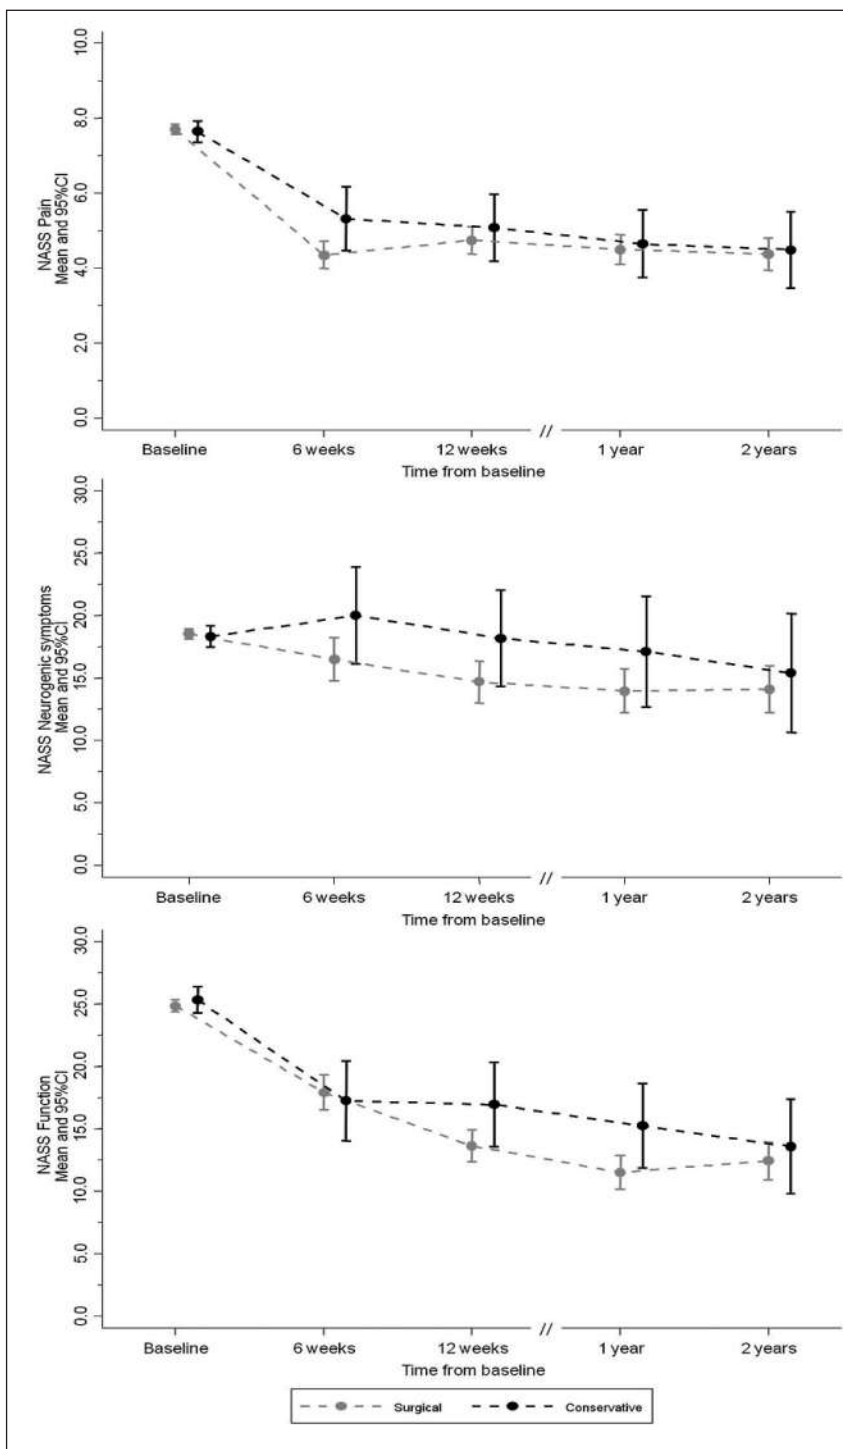 NASS Pain
Mean and 95%CI
10.0
8.0
6.0
4.0
2.0
0.0
Baseline
6 weeks
12 weeks
//
1 year
2 years
Time from baseline
NASS Neurogenic symptoms
Mean and 95%CI
30.0
25.0
20.0
15.0
10.0
5.0
0.0
Baseline
6 weeks
12 weeks
//
1 year
2 years
Time from baseline
NASS Function
Mean and 95%CI
30.0
25.0
20.0
15.0
10.0
5.0
0.0
Baseline
6 weeks
12 weeks
//
1 year
2 years
Time from baseline
Surgical
Conservative